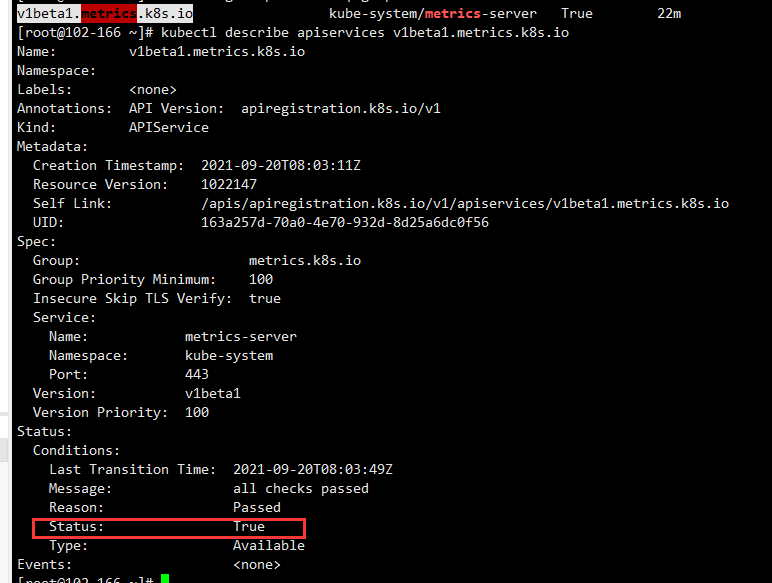 v1beta1.metrics.k8s.io kube-system/metrics-server True 22m
[root@102-166 ~]# kubectl describe apiservices v1beta1.metrics.k8s.io
Name: v1beta1.metrics.k8s.io
Namespace:
Labels: <none>
Annotations: API Version: apiregistration.k8s.io/v1
Kind: APIService
Metadata:
Creation Timestamp: 2021-09-20T08:03:11Z
Resource Version: 1022147
Self Link: /apis/apiregistration.k8s.io/v1/apiservices/v1beta1.metrics.k8s.io
UID: 163a257d-70a0-4e70-932d-8d25a6dc0f56
Spec:
Group: metrics.k8s.io
Group Priority Minimum: 100
Insecure Skip TLS Verify: true
Service:
Name: metrics-server
Namespace: kube-system
Port: 443
Version: v1beta1
Version Priority: 100
Status:
Conditions:
Last Transition Time: 2021-09-20T08:03:49Z
Message: all checks passed
Reason: Passed
Status: True
Type: Available
Events: <none>
[root@102-166 ~]#